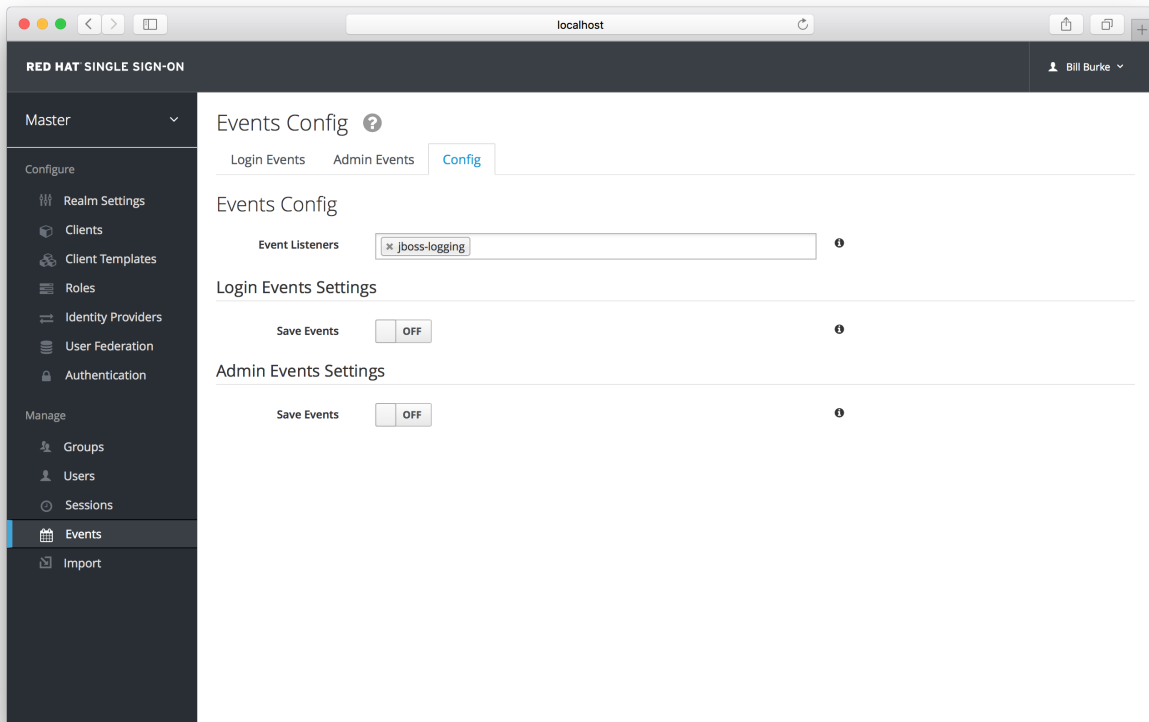 localhost
RED HAT SINGLE SIGN-ON
Bill Burke
Master
Configure
Realm Settings
Clients
Client Templates
Roles
Identity Providers
User Federation
Authentication
Manage
Groups
Users
Sessions
Events
Import
Events Config
Login Events Admin Events Config
Events Config
Event Listeners jboss-logging
Login Events Settings
Save Events OFF
Admin Events Settings
Save Events OFF